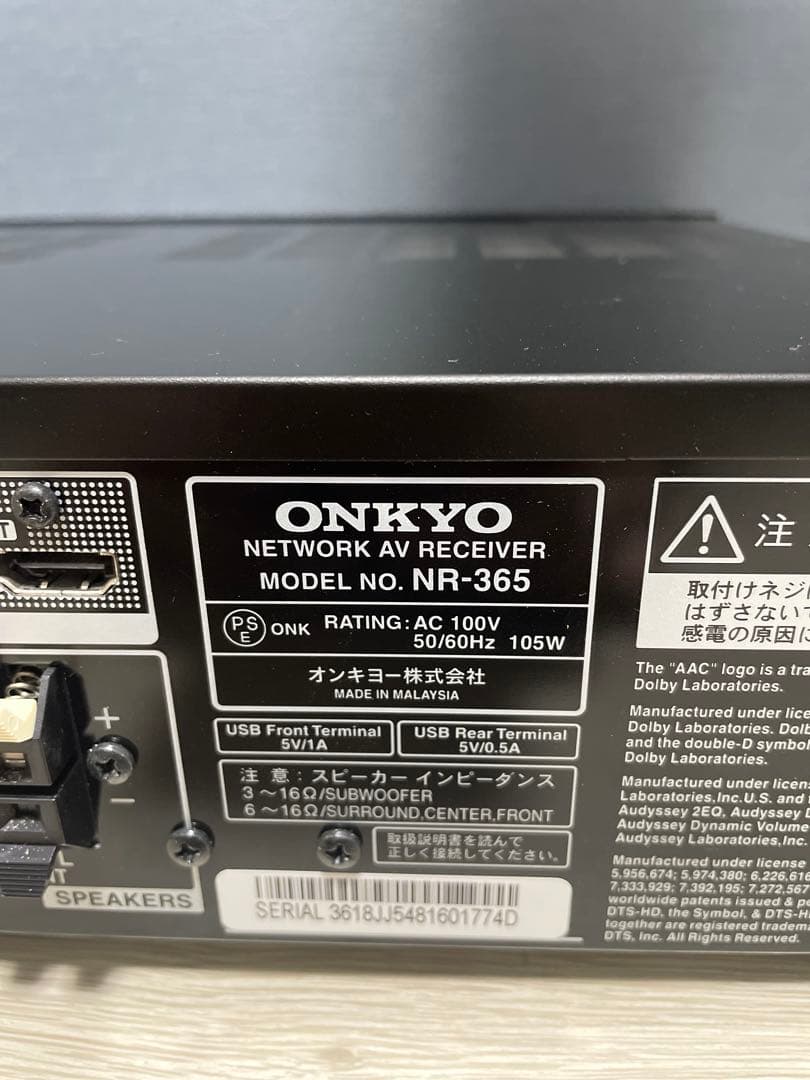 ONKYO
NETWORK AV RECEIVER
MODEL NO. NR-365
PS
E
ONK
RATING: AC 100V
50/60Hz 105W
オンキヨー株式会社
MADE IN MALAYSIA
USB Front Terminal
5V/1A
USB Rear Terminal
5V/0.5A
注 意 : スピーカー インピーダンス
3 ～16Ω/SUBWOOFER
6 ～16Ω/SURROUND,CENTER,FRONT
取扱説明書を読んで
正しく接続してください。
SERIAL 3618JJ5481601774D
T
+
−
L
AT
SPEAKERS
注
取付けネジ
はずさないで
感電の原因に
The "AAC" logo is a tra
Dolby Laboratories.
Manufactured under lice
Dolby Laboratories. Dol
and the double-D symbo
Dolby Laboratories.
Manufactured under licens
Laboratories,Inc.U.S. and
Audyssey 2EQ, Audyssey D
Audyssey Dynamic Volume
Audyssey Laboratories,Inc.
Manufactured under license
5,956,674; 5,974,380; 6,226,616
7,333,929; 7,392,195; 7,272,567
worldwide patents issued & pe
DTS-HD, the Symbol, & DTS-H
together are registered tradem
DTS, Inc. All Rights Reserved.